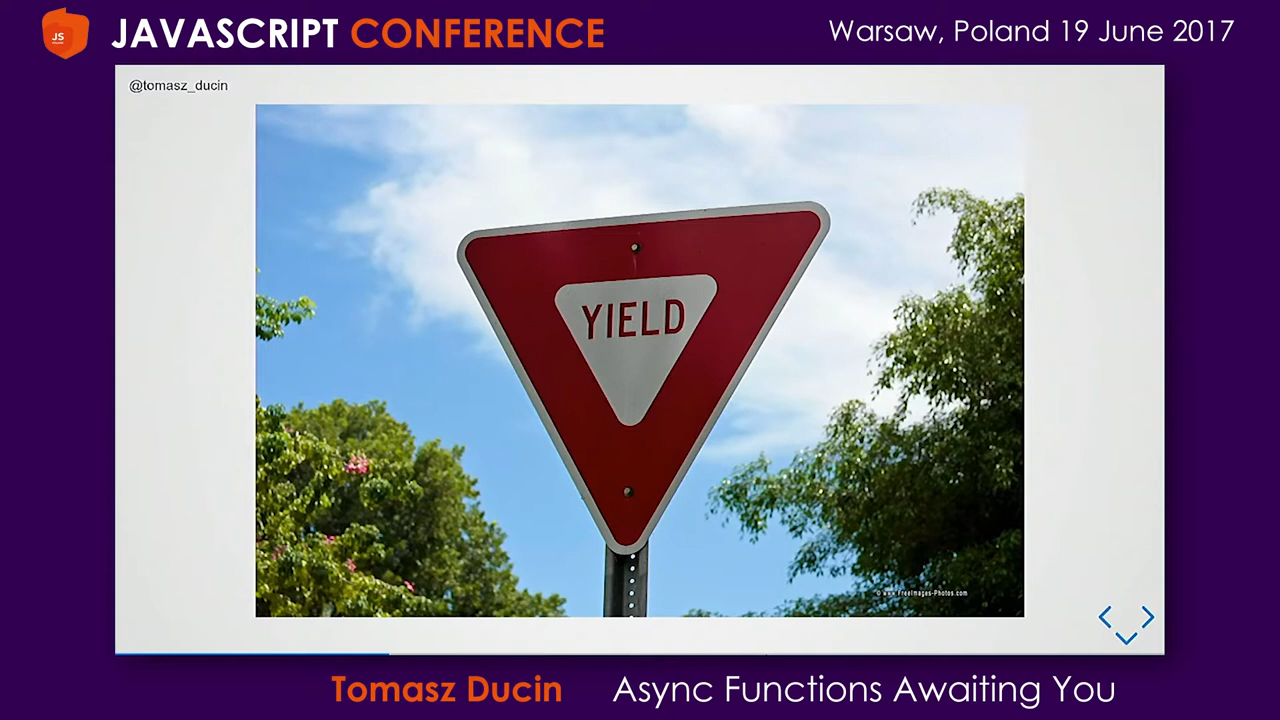 JS
JAVASCRIPT CONFERENCE
Warsaw, Poland 19 June 2017
@tomasz_ducin
YIELD
© www.FreeImages-Photos.com
Tomasz Ducin
Async Functions Awaiting You